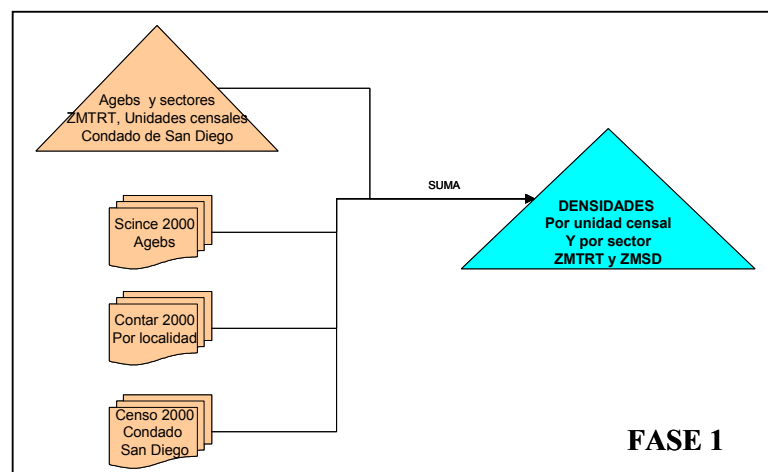 Agebs y sectores
ZMTRT, Unidades censales
Condado de San Diego
SUMA
DENSIDADES
Por unidad censal
Y por sector
ZMTRT y ZMSD
Scince 2000
Agebs
Contar 2000
Por localidad
Censo 2000
Condado
San Diego
FASE 1